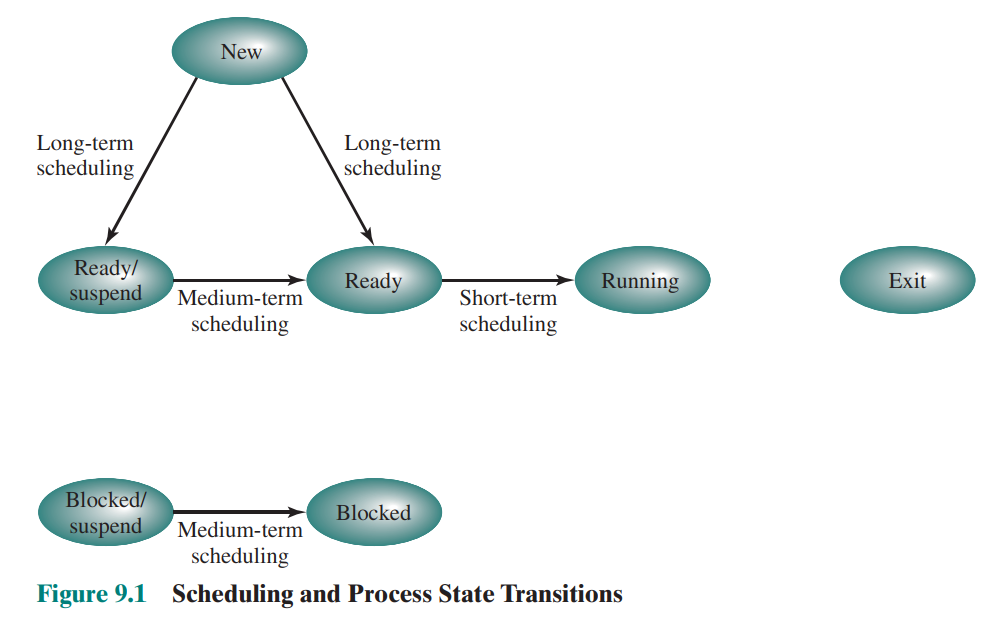 New
Long-term
scheduling
Long-term
scheduling
Ready/
suspend
Medium-term
scheduling
Ready
Short-term
scheduling
Running
Exit
Blocked/
suspend
Medium-term
scheduling
Blocked
Figure 9.1 Scheduling and Process State Transitions